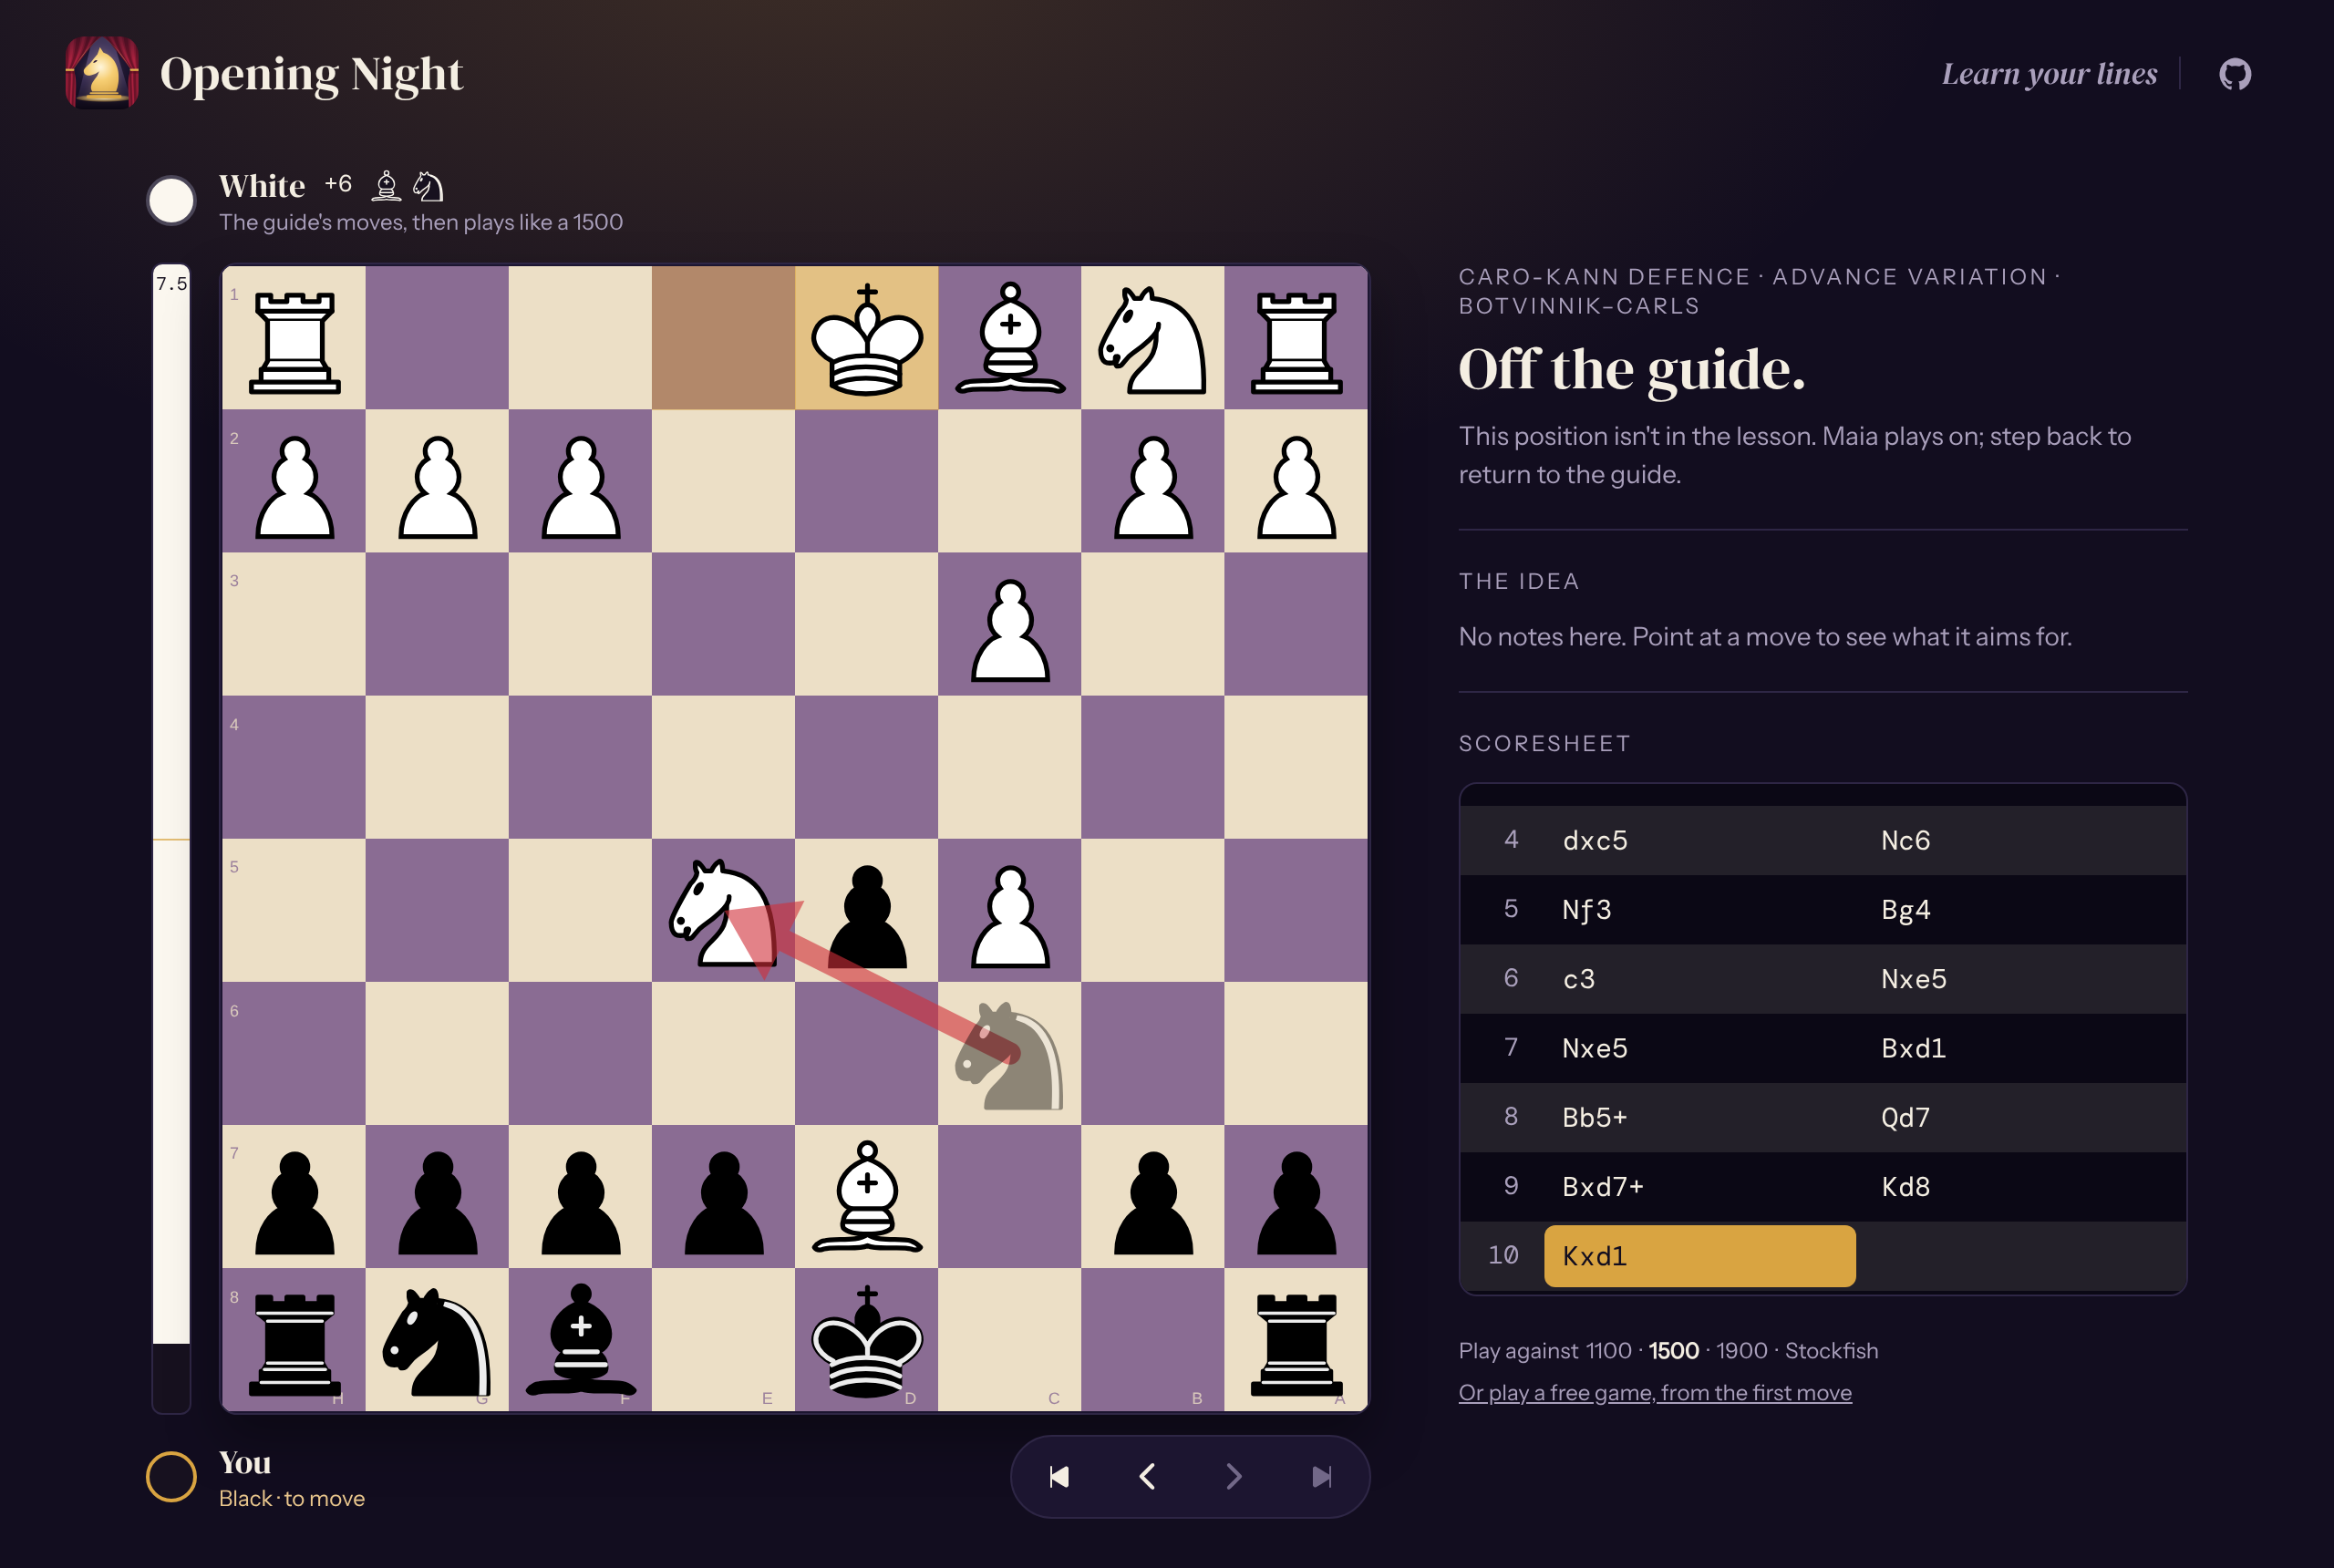 Opening Night
Learn your lines
White +6
The guide's moves, then plays like a 1500
7.5
1
2
3
4
5
6
7
8
H G F E D C B A
You
Black · to move
CARO-KANN DEFENCE · ADVANCE VARIATION ·
BOTVINNIK–CARLS
Off the guide.
This position isn't in the lesson. Maia plays on; step back to
return to the guide.
THE IDEA
No notes here. Point at a move to see what it aims for.
SCORESHEET
4 dxc5 Nc6
5 Nf3 Bg4
6 c3 Nxe5
7 Nxe5 Bxd1
8 Bb5+ Qd7
9 Bxd7+ Kd8
10 Kxd1
Play against 1100 · 1500 · 1900 · Stockfish
Or play a free game, from the first move